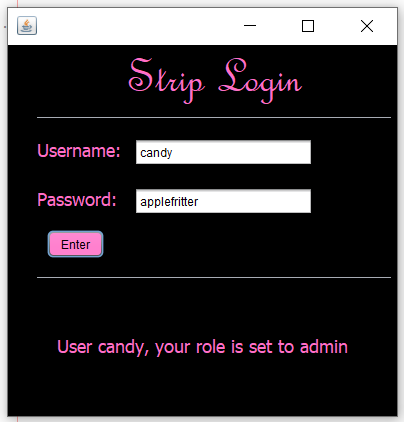 Strip Login
Username: candy
Password: applefritter
Enter
User candy, your role is set to admin